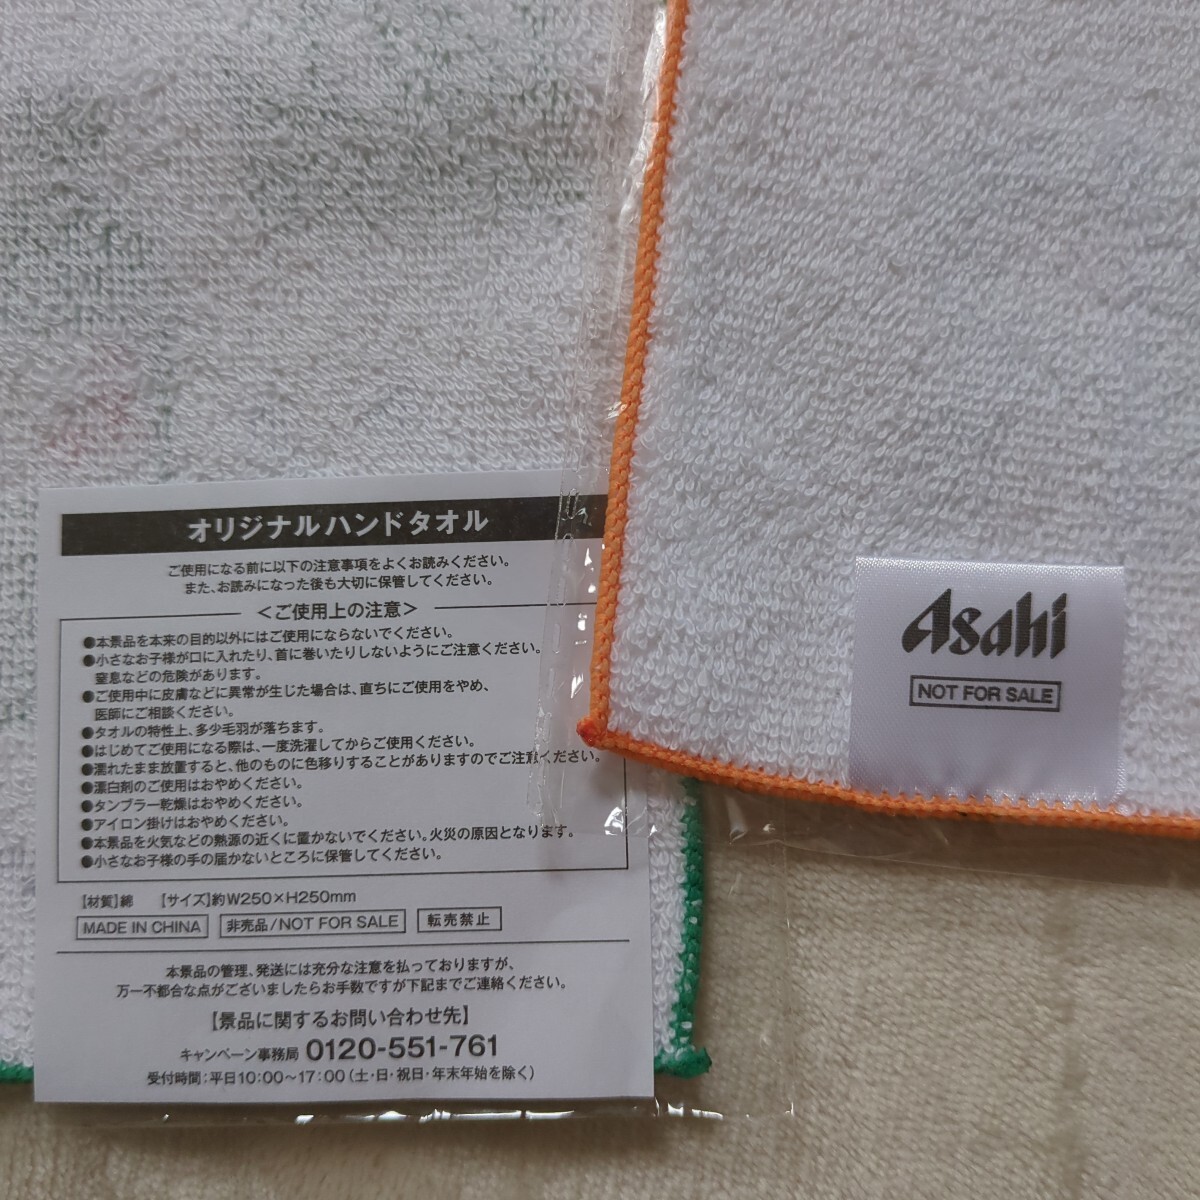 オリジナルハンドタオル
ご使用になる前に以下の注意事項をよくお読みください。
また、お読みになった後も大切に保管してください。
＜ご使用上の注意＞
●本景品を本来の目的以外にはご使用にならないでください。
●小さなお子様が口に入れたり、首に巻いたりしないようにご注意ください。
窒息などの危険があります。
●ご使用中に皮膚などに異常が生じた場合は、直ちにご使用をやめ、
医師にご相談ください。
●タオルの特性上、多少毛羽が落ちます。
●はじめてご使用になる際は、一度洗濯してからご使用ください。
●濡れたまま放置すると、他のものに色移りすることがありますのでご注意ください。
●漂白剤のご使用はおやめください。
●タンブラー乾燥はおやめください。
●アイロン掛けはおやめください。
●本景品を火気などの熱源の近くに置かないでください。火災の原因となります。
●小さなお子様の手の届かないところに保管してください。
【材質】綿 【サイズ】約W250×H250mm
MADE IN CHINA 非売品/NOT FOR SALE 転売禁止
本景品の管理、発送には充分な注意を払っておりますが、
万一不都合な点がございましたらお手数ですが下記までご連絡ください。
【景品に関するお問い合わせ先】
キャンペーン事務局 0120-551-761
受付時間：平日10:00～17:00（土・日・祝日・年末年始を除く）
Asahi
NOT FOR SALE